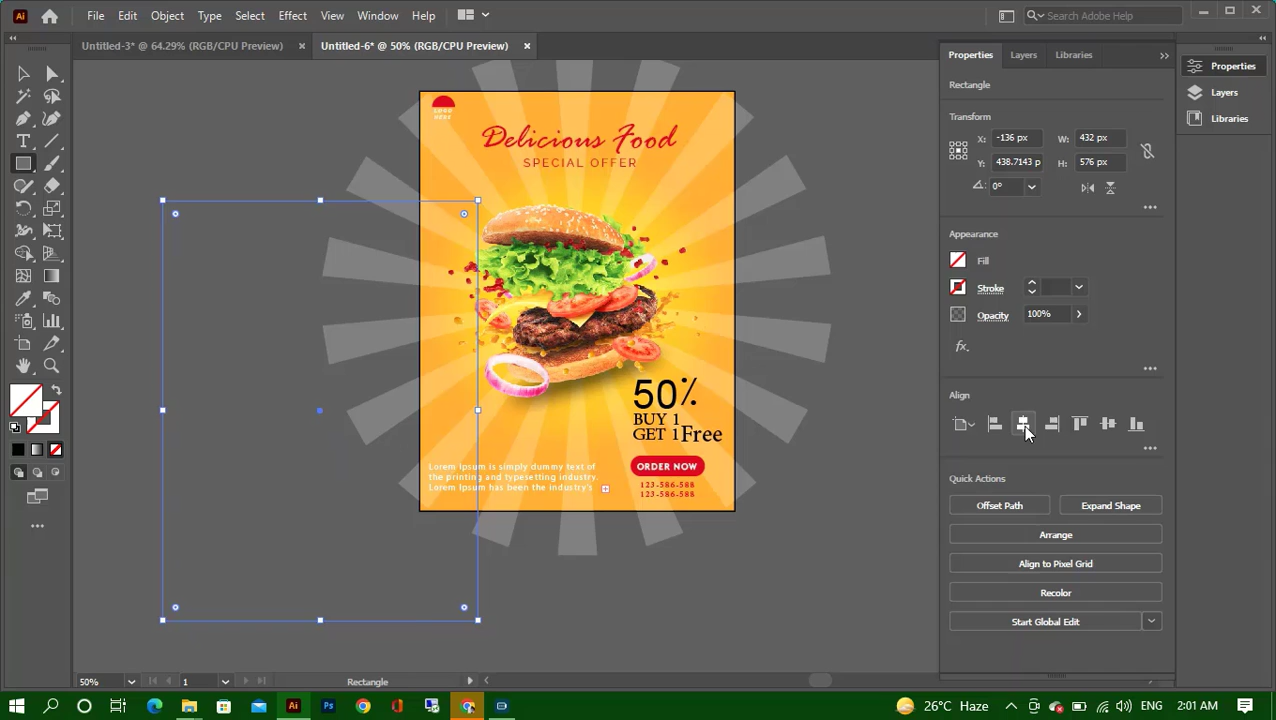 Ai
File
Edit
Object
Type
Select
Effect
View
Window
Help
Search Adobe Help
Untitled-3* @ 64.29% (RGB/CPU Preview)
Untitled-6* @ 50% (RGB/CPU Preview)
Properties
Layers
Libraries
Properties
Layers
Libraries
Rectangle
Transform
X: -136 px
W: 432 px
Y: 438.7143 p
H: 576 px
0°
Appearance
Fill
Stroke
Opacity
100%
fx.
Align
Quick Actions
Offset Path
Expand Shape
Arrange
Align to Pixel Grid
Recolor
Start Global Edit
Delicious Food
SPECIAL OFFER
50%
BUY 1
GET 1 Free
ORDER NOW
123-586-588
123-586-588
Lorem Ipsum is simply dummy text of
the printing and typesetting industry.
Lorem Ipsum has been the industry's
50%
1
Rectangle
Ai
Ps
26°C Haze
ENG
2:01 AM